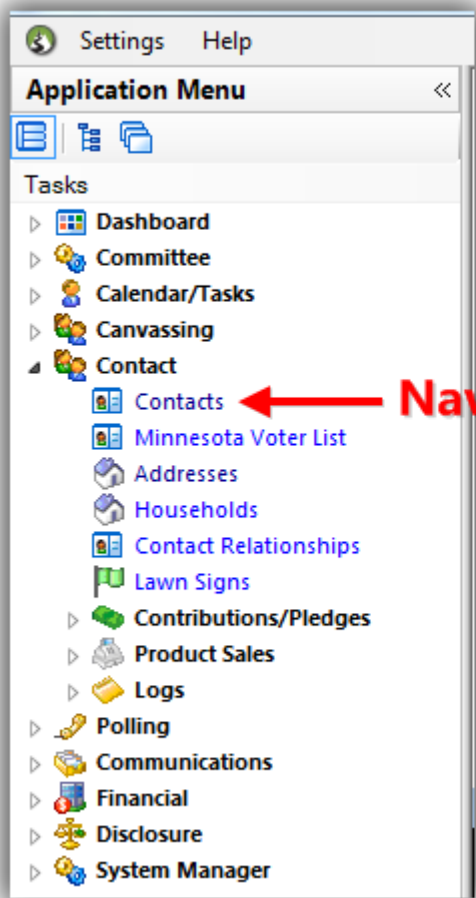 Settings Help
Application Menu
Tasks
Dashboard
Committee
Calendar/Tasks
Canvassing
Contact
Contacts
Minnesota Voter List
Addresses
Households
Contact Relationships
Lawn Signs
Contributions/Pledges
Product Sales
Logs
Polling
Communications
Financial
Disclosure
System Manager